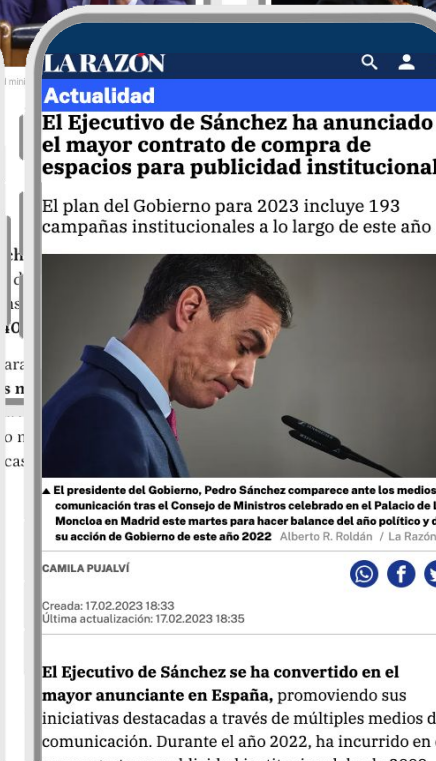 LA RAZÓN
Actualidad
El Ejecutivo de Sánchez ha anunciado
el mayor contrato de compra de
espacios para publicidad institucional
El plan del Gobierno para 2023 incluye 193
campañas institucionales a lo largo de este año
▲ El presidente del Gobierno, Pedro Sánchez comparece ante los medios
comunicación tras el Consejo de Ministros celebrado en el Palacio de
Moncloa en Madrid este martes para hacer balance del año político y
su acción de Gobierno de este año 2022 Alberto R. Roldán / La Razón
CAMILA PUJALVÍ
Creada: 17.02.2023 18:33
Última actualización: 17.02.2023 18:35
El Ejecutivo de Sánchez se ha convertido en el
mayor anunciante en España, promoviendo sus
iniciativas destacadas a través de múltiples medios d
comunicación. Durante el año 2022, ha incurrido en